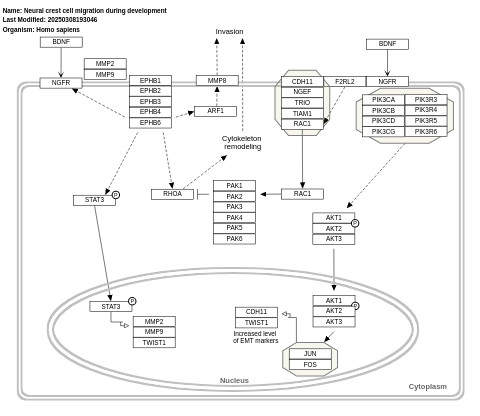 Name: Neural crest cell migration during development
Last Modified: 20250308193046
Organism: Homo sapiens
BDNF
NGFR
MMP2
MMP9
EPHB1
EPHB2
EPHB3
EPHB4
EPHB6
Invasion
MMP8
ARF1
Cytokeleton
remodeling
CDH11
NGEF
TRIO
TIAM1
RAC1
F2RL2
NGFR
BDNF
PIK3CA
PIK3R3
PIK3CB
PIK3R4
PIK3CD
PIK3R5
PIK3CG
PIK3R6
STAT3
P
RHOA
PAK1
PAK2
PAK3
PAK4
PAK5
PAK6
RAC1
AKT1
AKT2
AKT3
P
STAT3
P
MMP2
MMP9
TWIST1
CDH11
TWIST1
Increased level
of EMT markers
AKT1
AKT2
AKT3
P
JUN
FOS
Nucleus
Cytoplasm